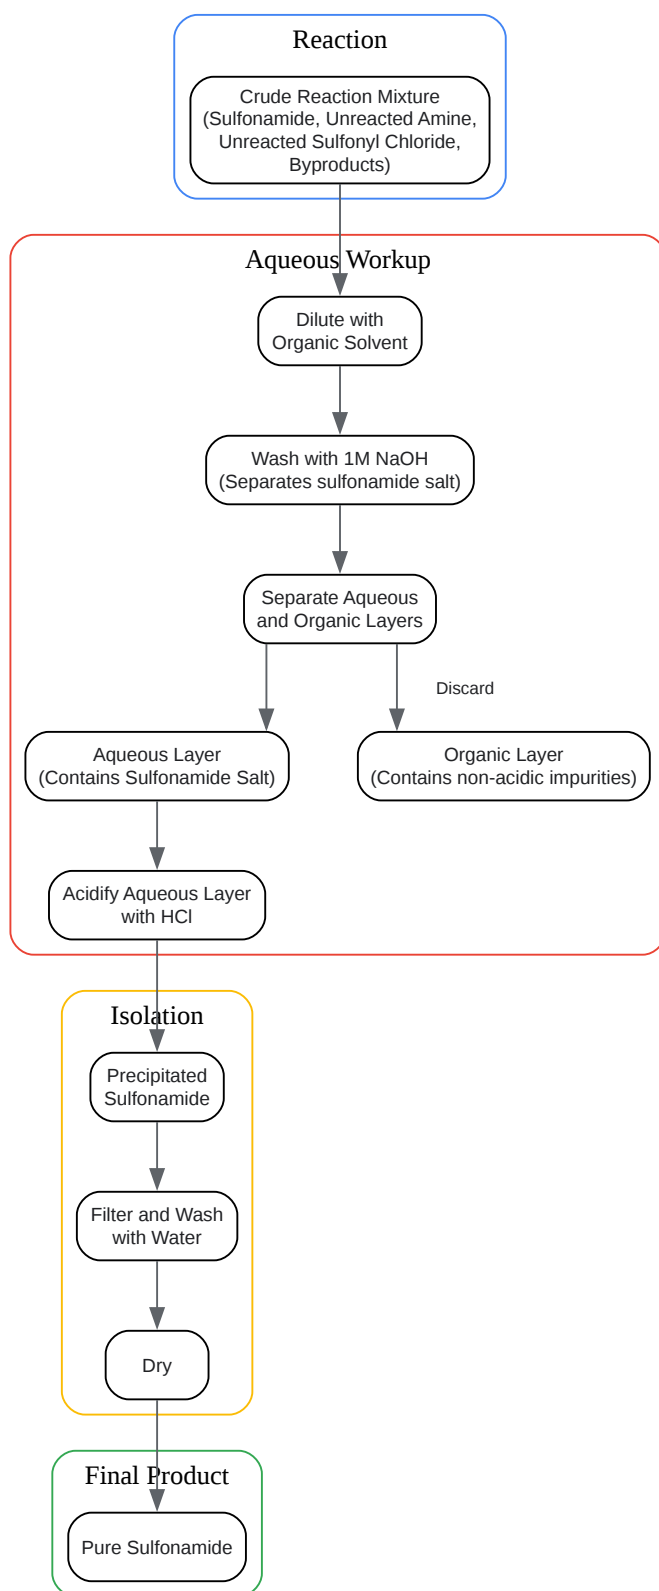 Reaction
Crude Reaction Mixture
(Sulfonamide, Unreacted Amine,
Unreacted Sulfonyl Chloride,
Byproducts)
Aqueous Workup
Dilute with
Organic Solvent
Wash with 1M NaOH
(Separates sulfonamide salt)
Separate Aqueous
and Organic Layers
Discard
Aqueous Layer
(Contains Sulfonamide Salt)
Organic Layer
(Contains non-acidic impurities)
Acidify Aqueous Layer
with HCl
Isolation
Precipitated
Sulfonamide
Filter and Wash
with Water
Dry
Final Product
Pure Sulfonamide